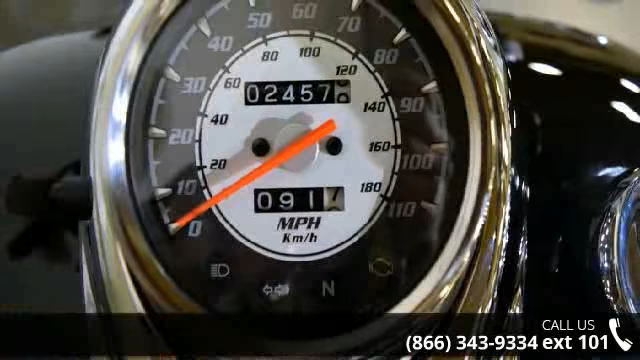 50 60 70
40 80
30 90
20 100
10 110
0
80 100 120
60 140
40 160
20 180
02457
091
MPH
Km/h
N
CALL US
(866) 343-9334 ext 101